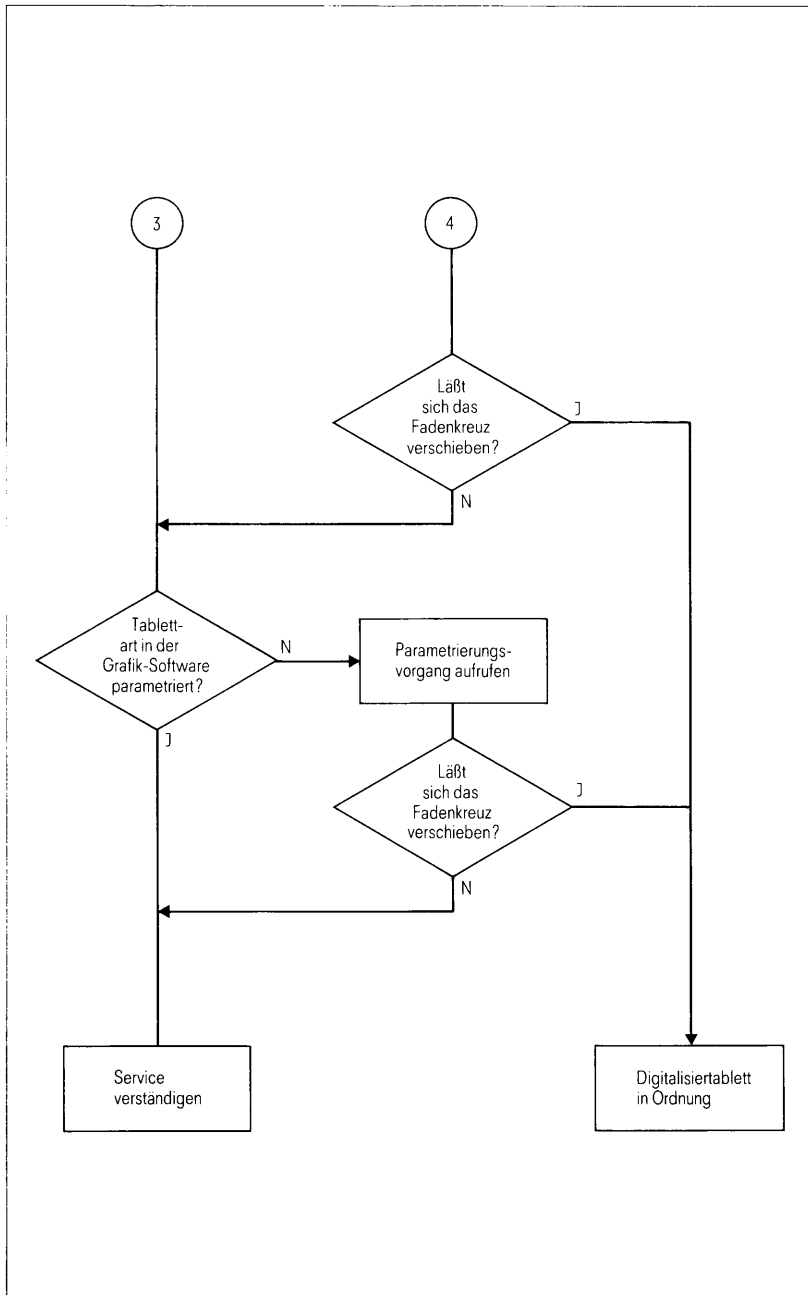 3
4
Läßt
sich das
Fadenkreuz
verschieben?
J
N
Tablett-
art in der
Grafik-Software
parametriert?
N
J
Parametrierungs-
vorgang aufrufen
Läßt
sich das
Fadenkreuz
verschieben?
J
N
Service
verständigen
Digitalisiertablett
in Ordnung